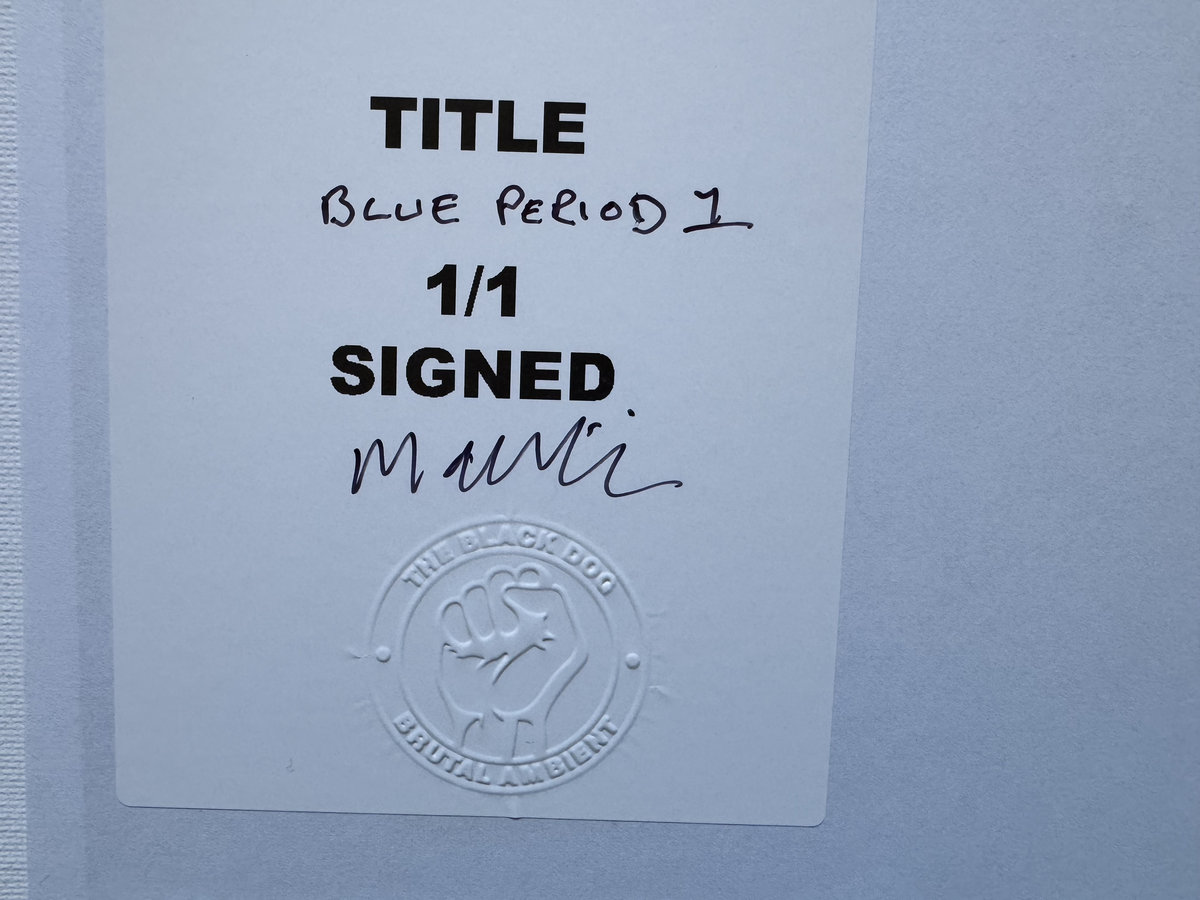 TITLE
BLUE PERIOD 1
1/1
SIGNED
THE BLACK DOG
BRUTAL AMBIENT